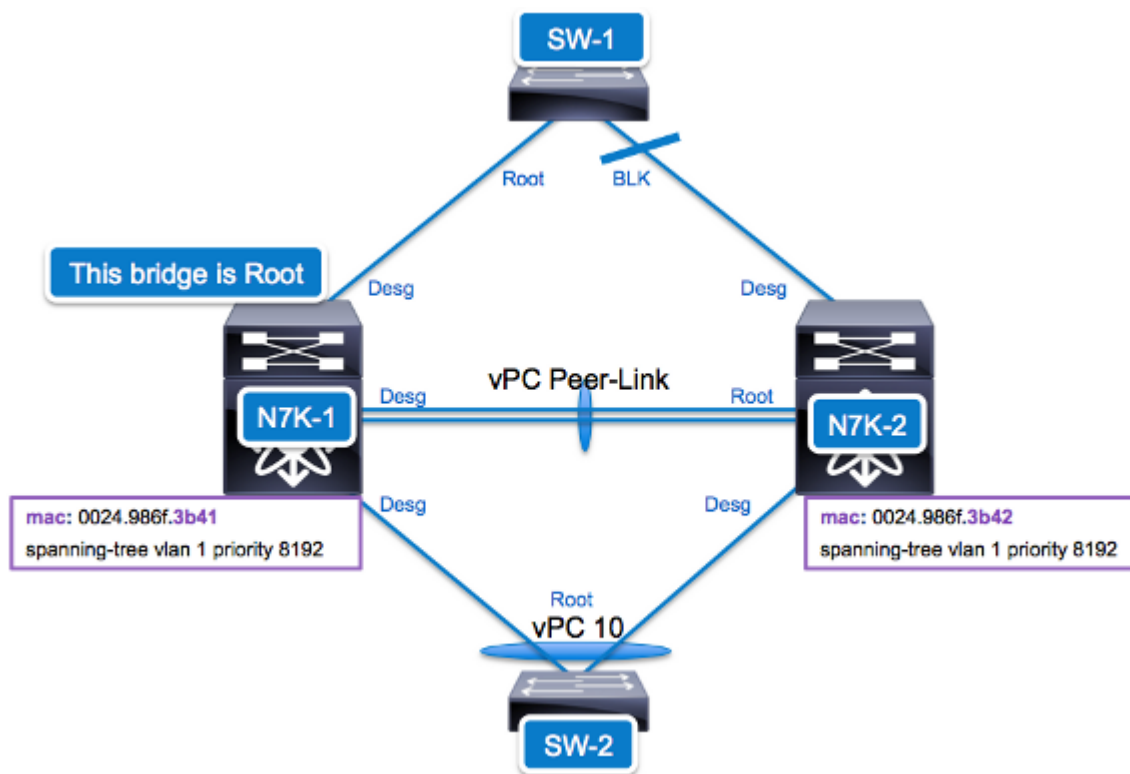 SW-1
Root
BLK
This bridge is Root
Desg
Desg
vPC Peer-Link
Desg
Root
N7K-1
N7K-2
Desg
Desg
mac: 0024.986f.3b41
spanning-tree vlan 1 priority 8192
mac: 0024.986f.3b42
spanning-tree vlan 1 priority 8192
Root
vPC 10
SW-2